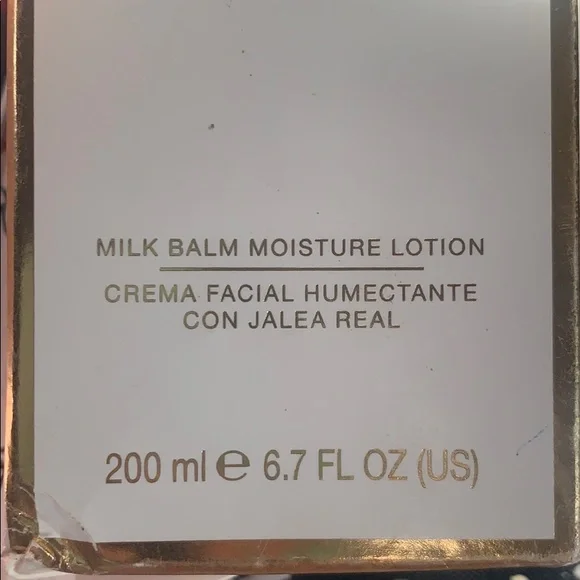 MILK BALM MOISTURE LOTION
CREMA FACIAL HUMECTANTE
CON JALEA REAL
200 ml ℮ 6.7 FL OZ (US)